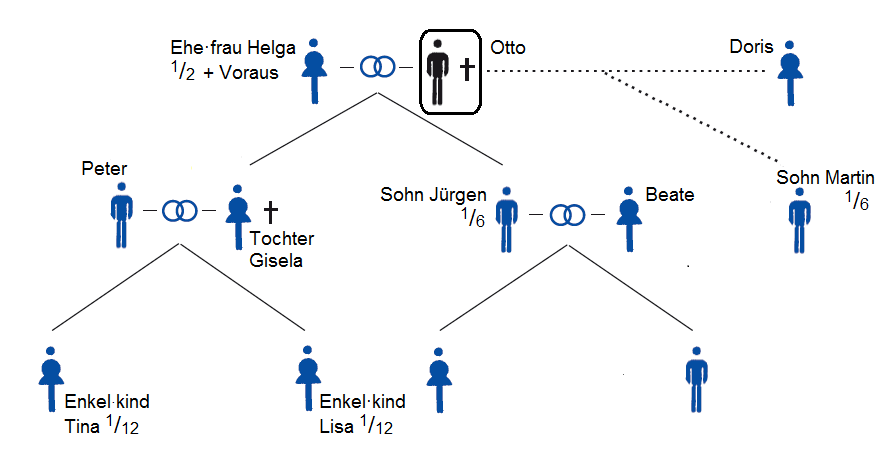 Ehe·frau Helga
1/2 + Voraus
Otto
Doris
Peter
Tochter
Gisela
Sohn Jürgen
1/6
Beate
Sohn Martin
1/6
Enkel·kind
Tina 1/12
Enkel·kind
Lisa 1/12